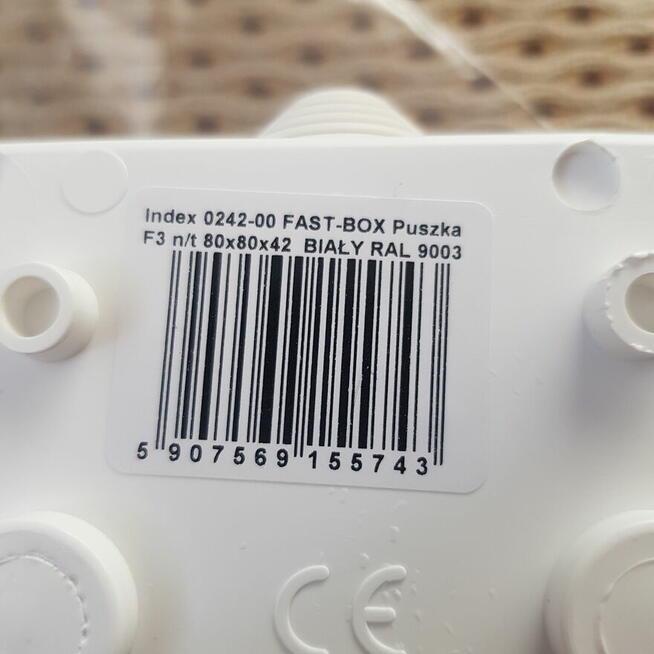 Index 0242-00 FAST-BOX Puszka
F3 n/t 80x80x42 BIAŁY RAL 9003
5 907569 155743
CE